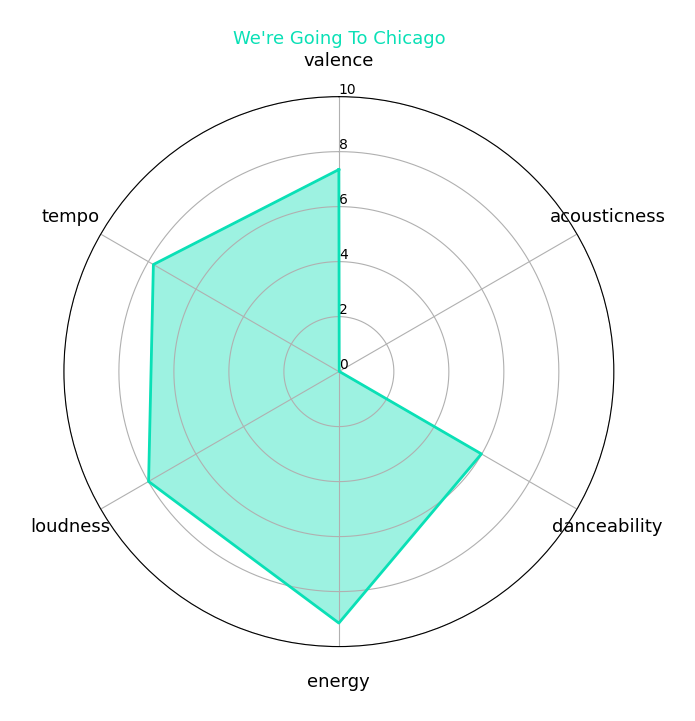 We're Going To Chicago
valence
10
8
6
4
2
0
tempo
acousticness
loudness
danceability
energy